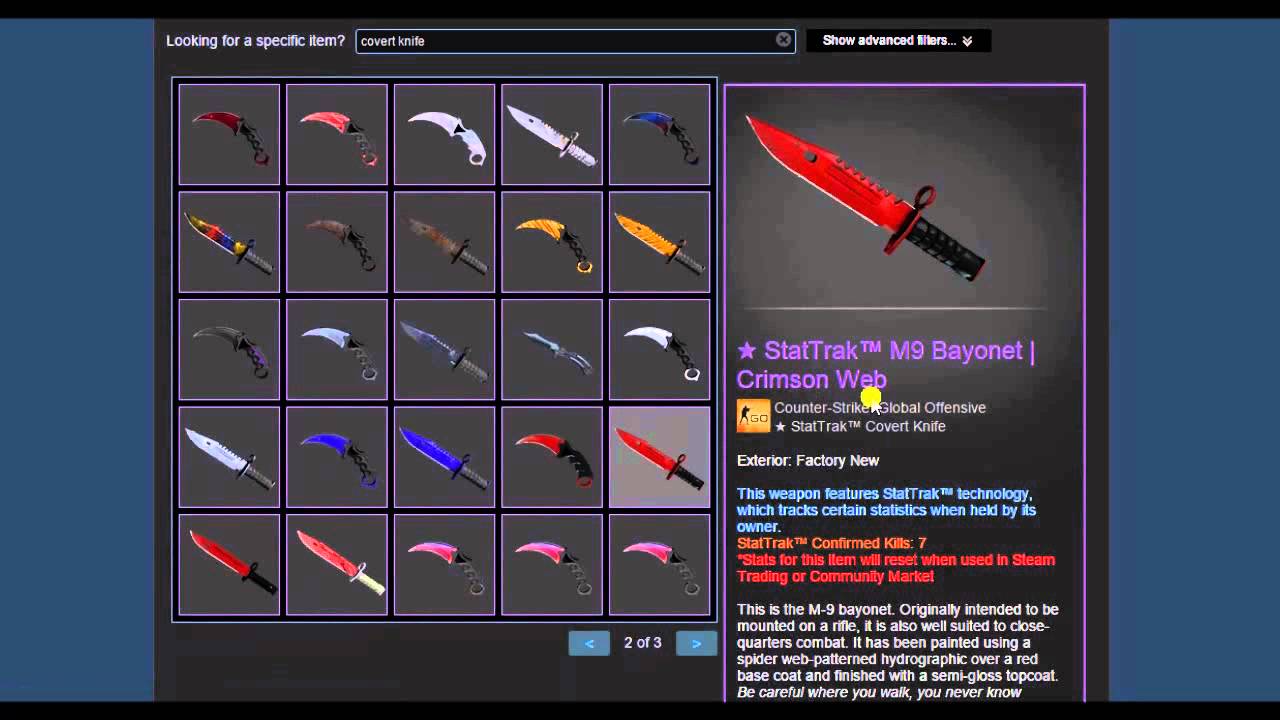 Looking for a specific item?
covert knife
Show advanced filters...
★ StatTrak™ M9 Bayonet |
Crimson Web
GO
Counter-Strike: Global Offensive
★ StatTrak™ Covert Knife
Exterior: Factory New
This weapon features StatTrak™ technology,
which tracks certain statistics when held by its
owner.
StatTrak™ Confirmed Kills: 7
*Stats for this item will reset when used in Steam
Trading or Community Market
This is the M-9 bayonet. Originally intended to be
mounted on a rifle, it is also well suited to close-
quarters combat. It has been painted using a
spider web-patterned hydrographic over a red
base coat and finished with a semi-gloss topcoat.
Be careful where you walk, you never know
< 2 of 3 >